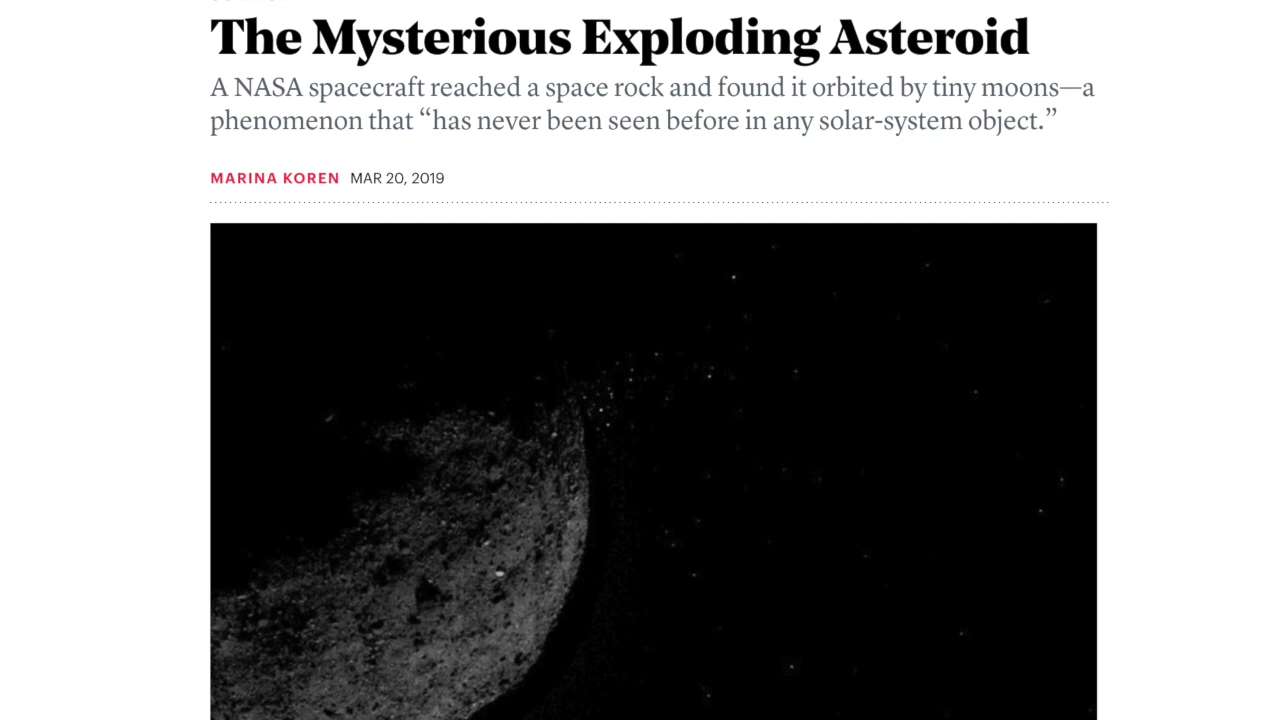 The Mysterious Exploding Asteroid
A NASA spacecraft reached a space rock and found it orbited by tiny moons—a
phenomenon that “has never been seen before in any solar-system object.”
MARINA KOREN MAR 20, 2019